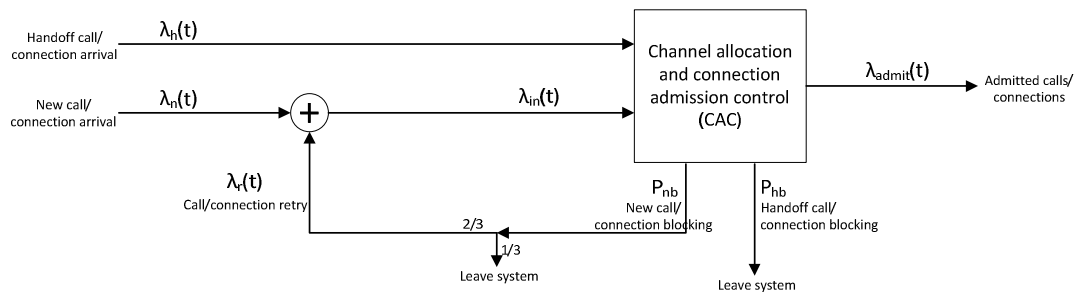 Handoff call/
connection arrival
λh(t)
New call/
connection arrival
λn(t)
+
λin(t)
Channel allocation
and connection
admission control
(CAC)
λadmit(t)
Admitted calls/
connections
λr(t)
Call/connection retry
Pnb
New call/
connection blocking
Phb
Handoff call/
connection blocking
2/3
1/3
Leave system
Leave system